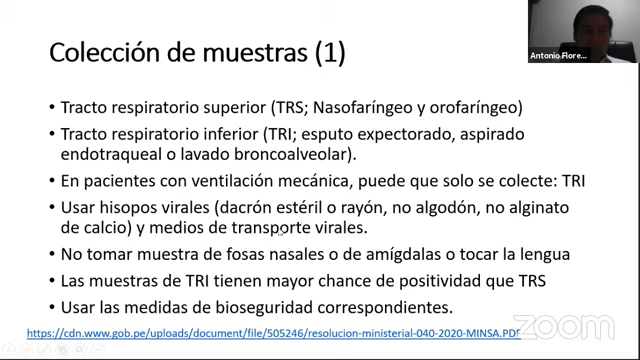 Colección de muestras (1)
Antonio Flore...
• Tracto respiratorio superior (TRS; Nasofaríngeo y orofaríngeo)
• Tracto respiratorio inferior (TRI; esputo expectorado, aspirado
endotraqueal o lavado broncoalveolar).
• En pacientes con ventilación mecánica, puede que solo se colecte: TRI
• Usar hisopos virales (dacrón estéril o rayón, no algodón, no alginato
de calcio) y medios de transporte virales.
• No tomar muestra de fosas nasales o de amígdalas o tocar la lengua
• Las muestras de TRI tienen mayor chance de positividad que TRS
• Usar las medidas de bioseguridad correspondientes.
https://cdn.www.gob.pe/uploads/document/file/505246/resolucion-ministerial-040-2020-MINSA.PDF
zoom